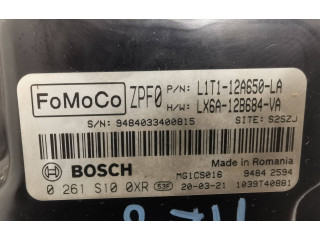 FoMoCo ZPF0 P/N: L1T1-12A650-LA
H/W: LX6A-12B684-VA
S/N: 9484033400815 SITE: S2SZJ
BOSCH Made in Romania
MG1CS016 9484 2594
0 261 S10 0XR 53F 20-03-21 1039T40881